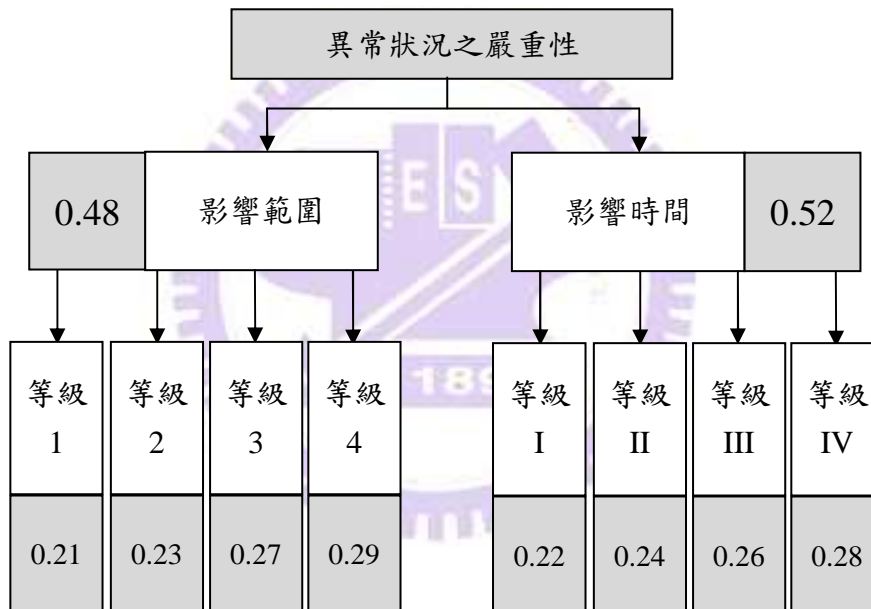 異常狀況之嚴重性
0.48
影響範圍
影響時間
0.52
ES
等級
1
等級
2
等級
3
等級
4
等級
I
等級
II
等級
III
等級
IV
189
0.21
0.23
0.27
0.29
0.22
0.24
0.26
0.28